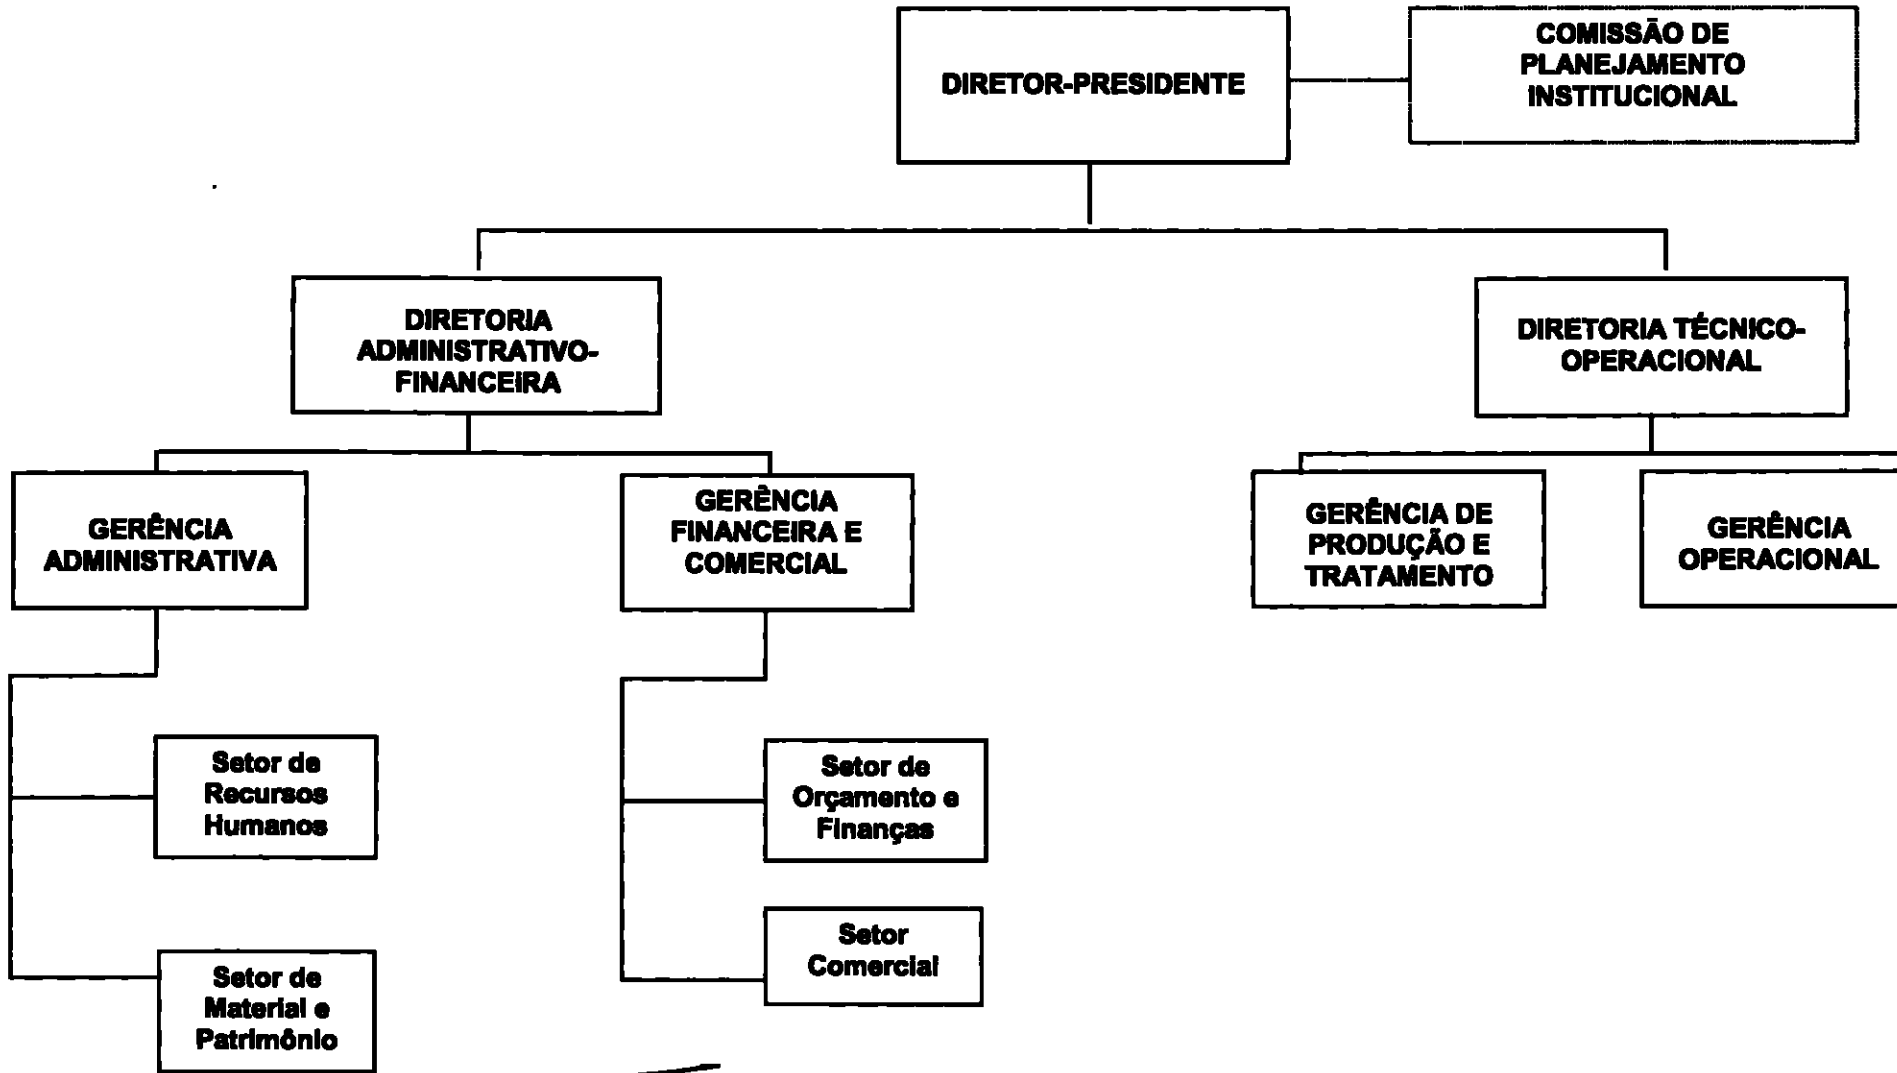 DIRETOR-PRESIDENTE
COMISSÃO DE
PLANEJAMENTO
INSTITUCIONAL
DIRETORIA
ADMINISTRATIVO-
FINANCEIRA
DIRETORIA TÉCNICO-
OPERACIONAL
GERÊNCIA
ADMINISTRATIVA
GERÊNCIA
FINANCEIRA E
COMERCIAL
GERÊNCIA DE
PRODUÇÃO E
TRATAMENTO
GERÊNCIA
OPERACIONAL
Setor de
Recursos
Humanos
Setor de
Orçamento e
Finanças
Setor
Comercial
Setor de
Material e
Patrimônio